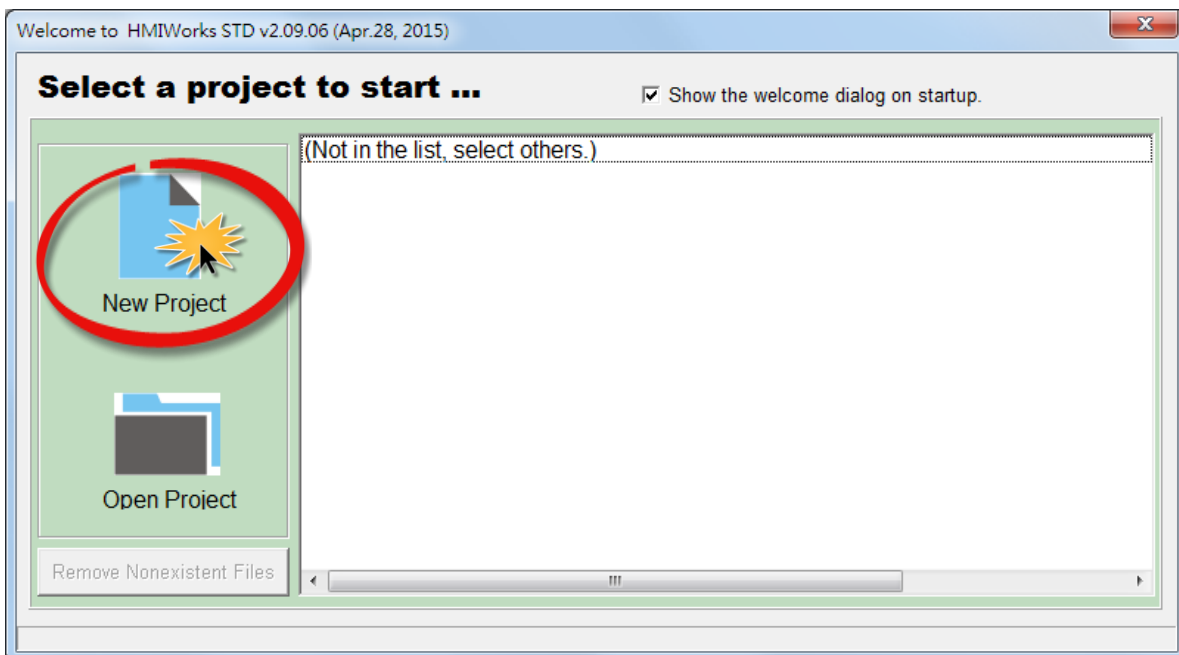 Welcome to  HMIWorks STD v2.09.06 (Apr.28, 2015)
Select a project to start ...
Show the welcome dialog on startup.
(Not in the list, select others.)
New Project
Open Project
Remove Nonexistent Files